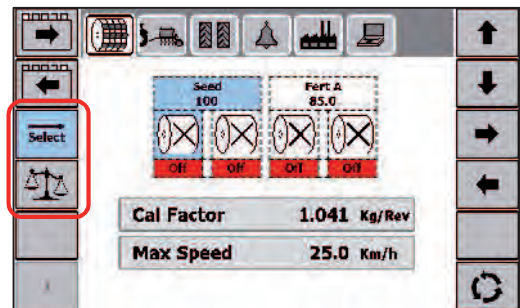 Seed Fert A
100 85.0
Select
Off Off Off Off
Cal Factor 1.041 Kg/Rev
Max Speed 25.0 Km/h